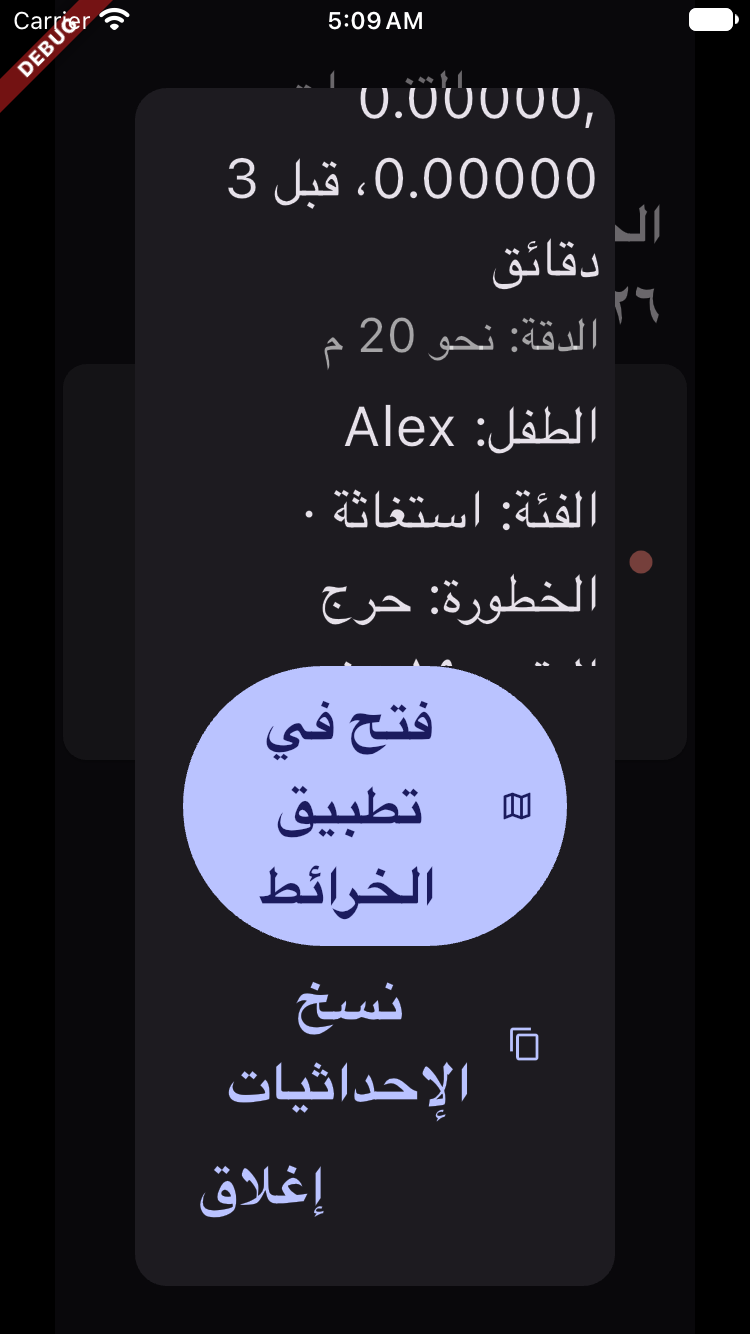 Carrier 5:09 AM
DEBUG
0.00000,
0.00000، قبل 3
دقائق
الدقة: نحو 20 م
الطفل: Alex
الفئة: استغاثة ·
الخطورة: حرج
فتح في
تطبيق
الخرائط
نسخ
الإحداثيات
إغلاق